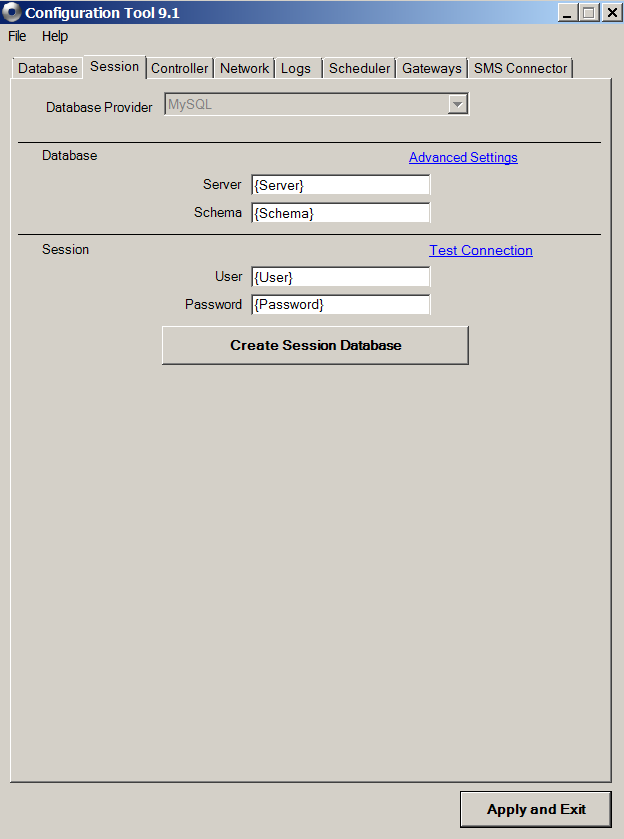 Configuration Tool 9.1
File Help
Database Session Controller Network Logs Scheduler Gateways SMS Connector
Database Provider MySQL
Database Advanced Settings
Server {Server}
Schema {Schema}
Session Test Connection
User {User}
Password {Password}
Create Session Database
Apply and Exit